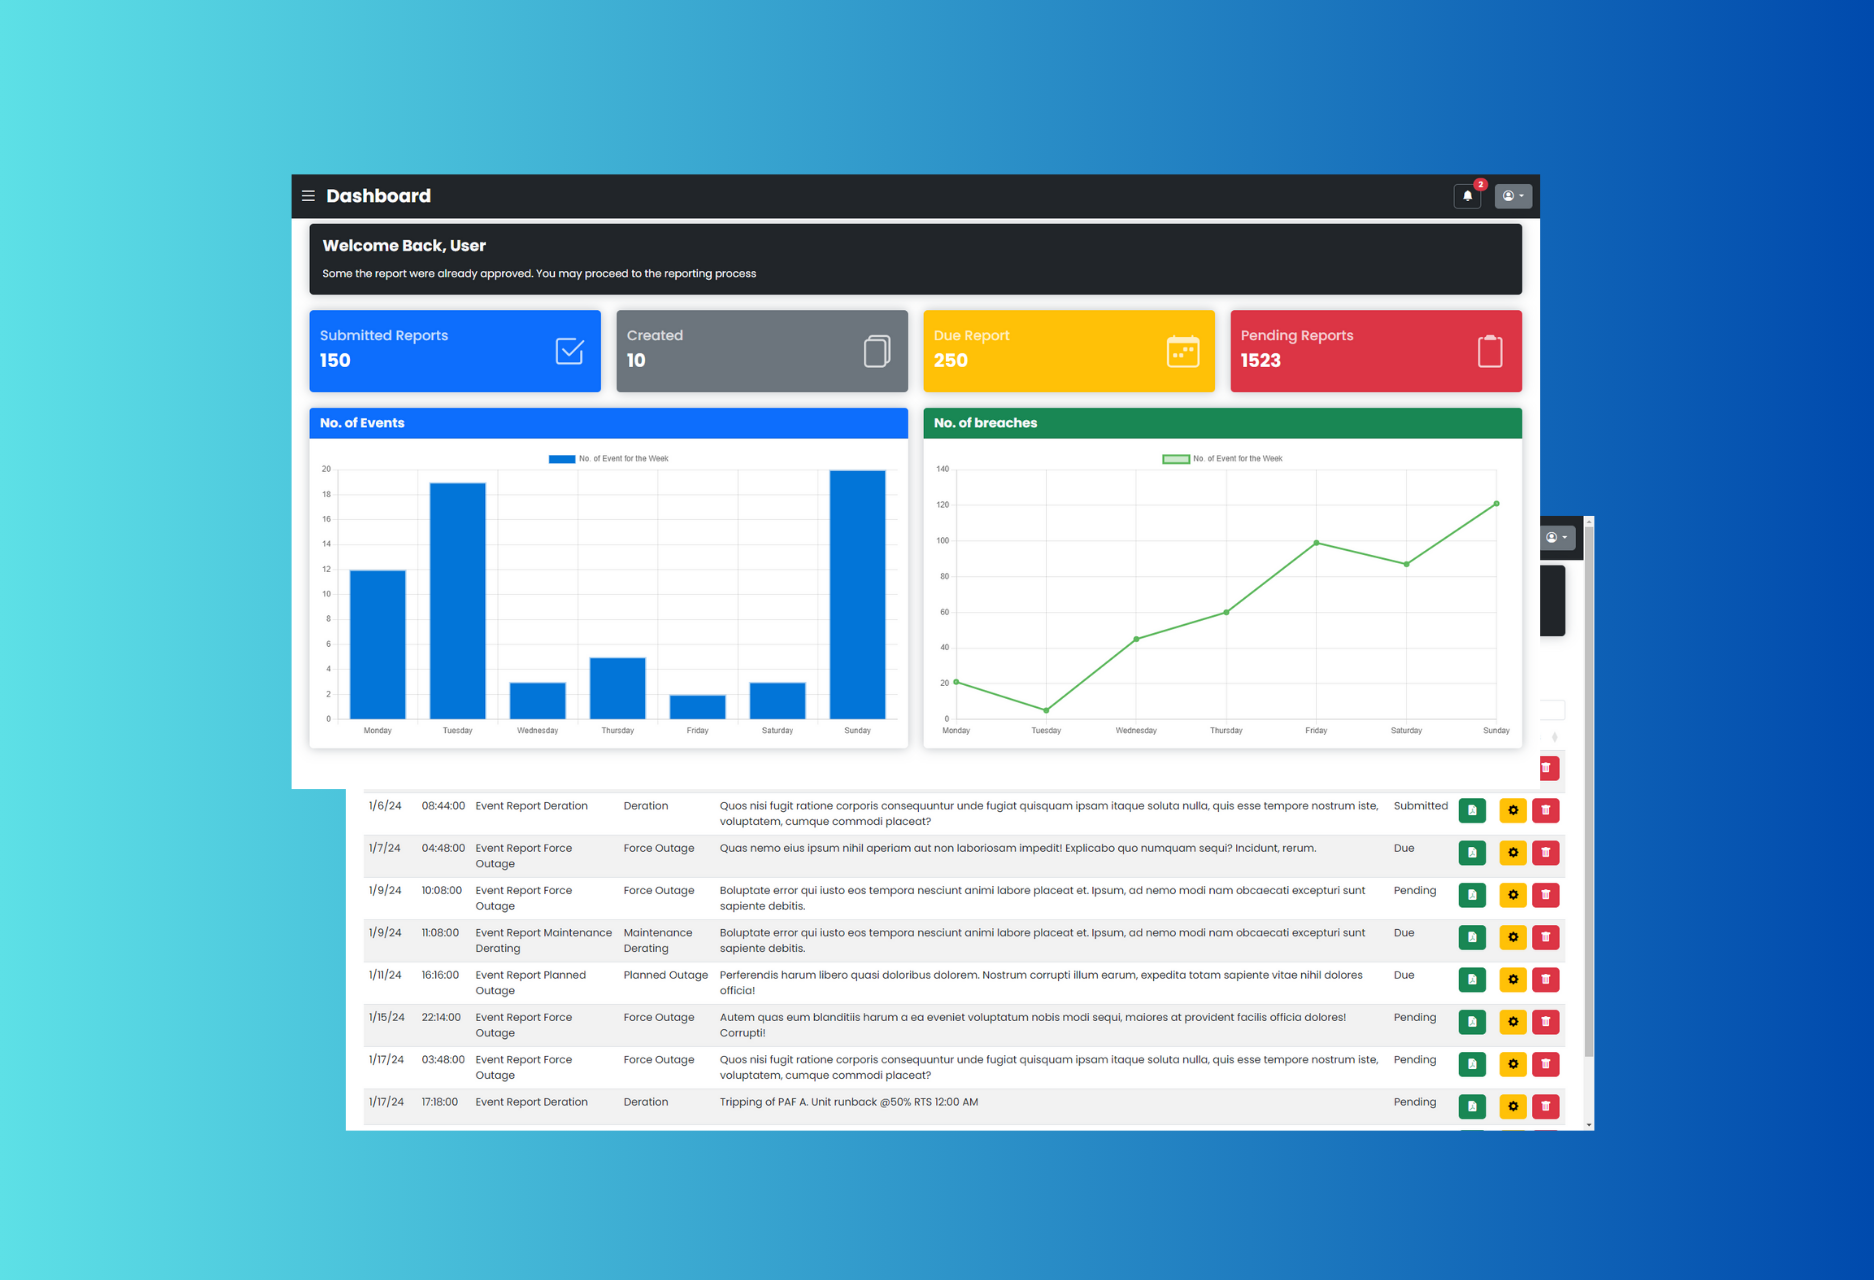 Dashboard
2
Welcome Back, User
Some the report were already approved. You may proceed to the reporting process
Submitted Reports
150
Created
10
Due Report
250
Pending Reports
1523
No. of Events
No. of Event for the Week
20
18
16
14
12
10
8
6
4
2
0
Monday Tuesday Wednesday Thursday Friday Saturday Sunday
No. of breaches
No. of Event for the Week
140
120
100
80
60
40
20
0
Monday Tuesday Wednesday Thursday Friday Saturday Sunday
1/6/24 08:44:00 Event Report Deration Deration Quos nisi fugit ratione corporis consequuntur unde fugiat quisquam ipsam itaque soluta nulla, quis esse tempore nostrum iste, Submitted
voluptatem, cumque commodi placeat?
1/7/24 04:48:00 Event Report Force Force Outage Quas nemo eius ipsum nihil aperiam aut non laboriosam impedit! Explicabo quo numquam sequi? Incidunt, rerum. Due
Outage
1/9/24 10:08:00 Event Report Force Force Outage Boluptate error qui iusto eos tempora nesciunt animi labore placeat et. Ipsum, ad nemo modi nam obcaecati excepturi sunt Pending
Outage sapiente debitis.
1/9/24 11:08:00 Event Report Maintenance Maintenance Boluptate error qui iusto eos tempora nesciunt animi labore placeat et. Ipsum, ad nemo modi nam obcaecati excepturi sunt Due
Derating Derating sapiente debitis.
1/11/24 16:16:00 Event Report Planned Planned Outage Perferendis harum libero quasi doloribus dolorem. Nostrum corrupti illum earum, expedita totam sapiente vitae nihil dolores Due
Outage officia!
1/15/24 22:14:00 Event Report Force Force Outage Autem quas eum blanditiis harum a ea eveniet voluptatum nobis modi sequi, maiores at provident facilis officia dolores! Pending
Outage Corrupti!
1/17/24 03:48:00 Event Report Force Force Outage Quos nisi fugit ratione corporis consequuntur unde fugiat quisquam ipsam itaque soluta nulla, quis esse tempore nostrum iste, Pending
Outage voluptatem, cumque commodi placeat?
1/17/24 17:18:00 Event Report Deration Deration Tripping of PAF A. Unit runback @50% RTS 12:00 AM Pending